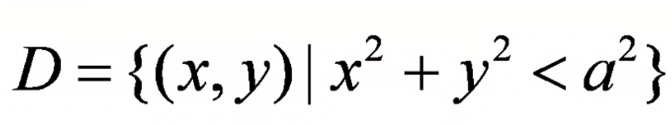 D = {(x, y) | x² + y² < a²}